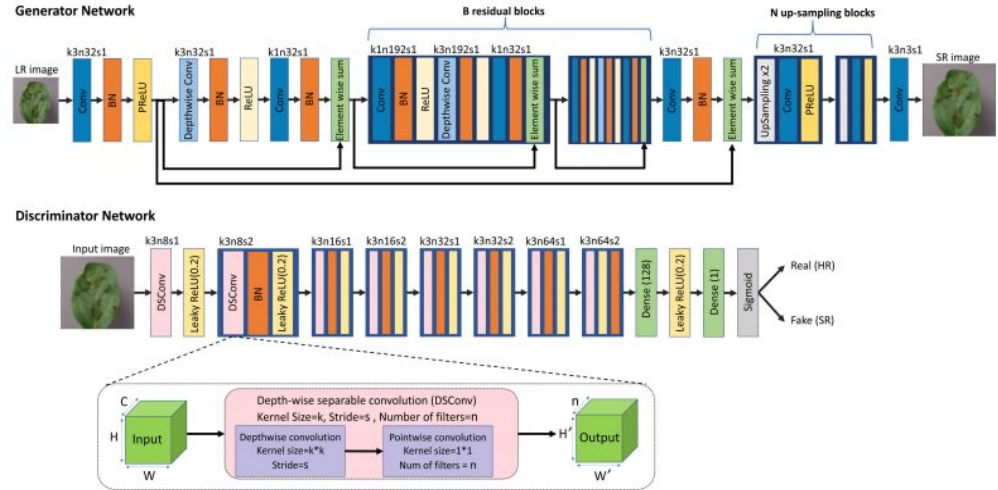 Generator Network
B residual blocks
N up-sampling blocks
LR image
k3n32s1
k3n32s1
k1n32s1
k1n192s1
k3n192s1
k1n32s1
k3n32s1
k3n32s1
k3n3s1
SR image
Conv
BN
PReLU
Depthwise Conv
BN
ReLU
Conv
BN
Element wise sum
Conv
BN
ReLU
Depthwise Conv
Element wise sum
Conv
BN
Element wise sum
UpSampling x2
Conv
PReLU
Conv
Discriminator Network
Input image
k3n8s1
k3n8s2
k3n16s1
k3n16s2
k3n32s1
k3n32s2
k3n64s1
k3n64s2
DSConv
Leaky ReLU(0.2)
DSConv
BN
Leaky ReLU(0.2)
Dense (128)
Leaky ReLU(0.2)
Dense (1)
Sigmoid
Real (HR)
Fake (SR)
C
H
W
Input
Depth-wise separable convolution (DSConv)
Kernel Size=k, Stride=s , Number of filters=n
Depthwise convolution
Kernel size=k*k
Stride=s
Pointwise convolution
Kernel size=1*1
Num of filters = n
n
H′
Output
W′